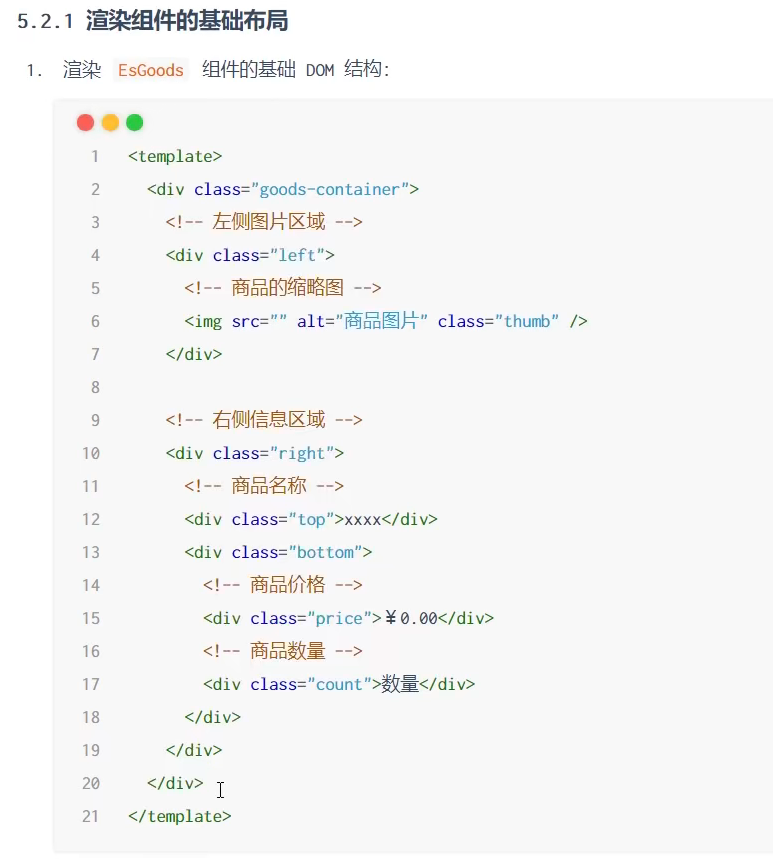 5.2.1 渲染组件的基础布局
1. 渲染 EsGoods 组件的基础 DOM 结构:
1 <template>
2 <div class="goods-container">
3 <!-- 左侧图片区域 -->
4 <div class="left">
5 <!-- 商品的缩略图 -->
6 <img src="" alt="商品图片" class="thumb" />
7 </div>
8
9 <!-- 右侧信息区域 -->
10 <div class="right">
11 <!-- 商品名称 -->
12 <div class="top">xxxx</div>
13 <div class="bottom">
14 <!-- 商品价格 -->
15 <div class="price">¥0.00</div>
16 <!-- 商品数量 -->
17 <div class="count">数量</div>
18 </div>
19 </div>
20 </div>
21 </template>